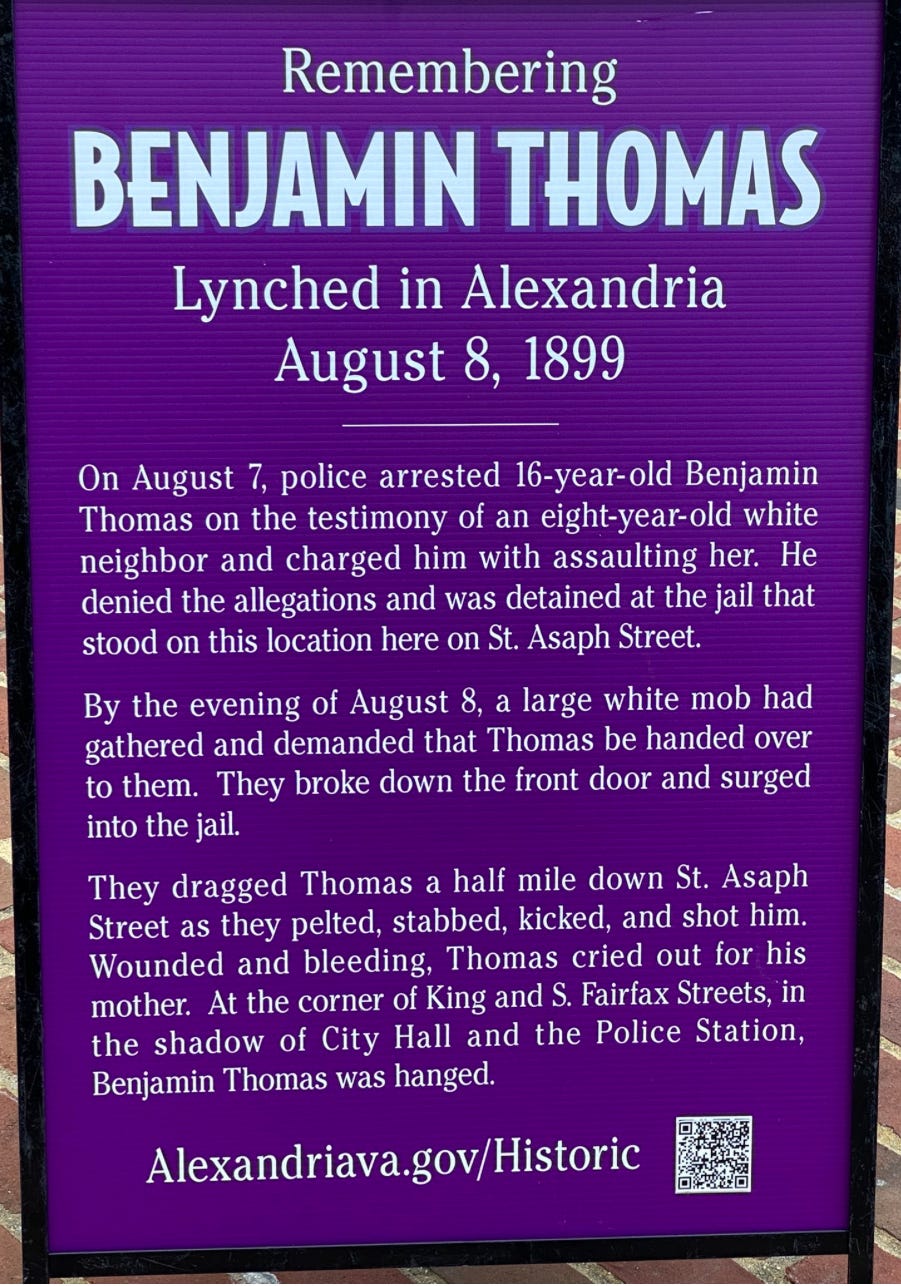 Remembering
BENJAMIN THOMAS
Lynched in Alexandria
August 8, 1899
On August 7, police arrested 16-year-old Benjamin
Thomas on the testimony of an eight-year-old white
neighbor and charged him with assaulting her. He
denied the allegations and was detained at the jail that
stood on this location here on St. Asaph Street.
By the evening of August 8, a large white mob had
gathered and demanded that Thomas be handed over
to them. They broke down the front door and surged
into the jail.
They dragged Thomas a half mile down St. Asaph
Street as they pelted, stabbed, kicked, and shot him.
Wounded and bleeding, Thomas cried out for his
mother. At the corner of King and S. Fairfax Streets, in
the shadow of City Hall and the Police Station,
Benjamin Thomas was hanged.
Alexandriava.gov/Historic